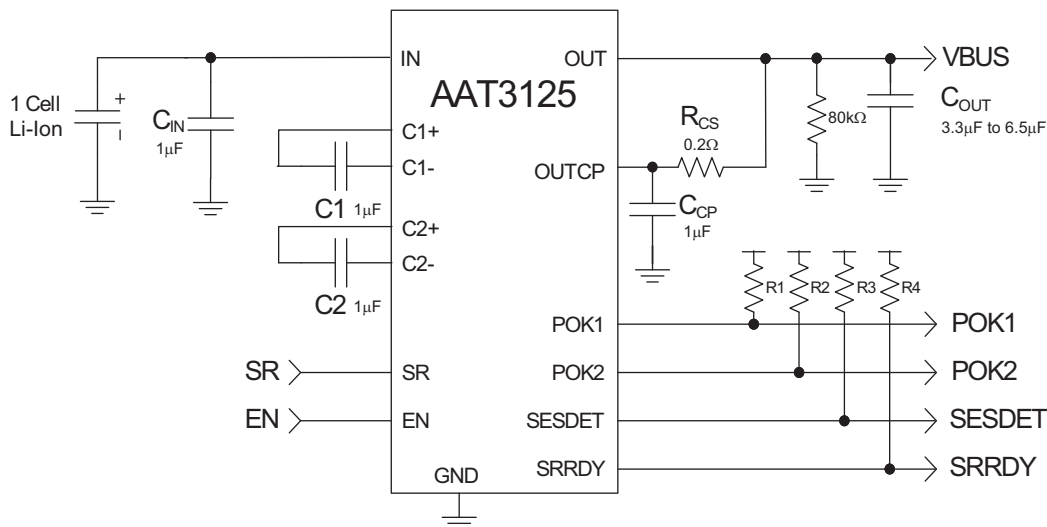 IN
OUT
VBUS
AAT3125
1 Cell
Li-Ion
+
–
C_IN
1µF
80kΩ
C_OUT
3.3µF to 6.5µF
R_CS
0.2Ω
C1+
C1-
C1 1µF
OUTCP
C_CP
1µF
C2+
C2-
C2 1µF
R1
R2
R3
R4
POK1
POK1
SR
SR
POK2
POK2
EN
EN
SESDET
SESDET
SRRDY
SRRDY
GND